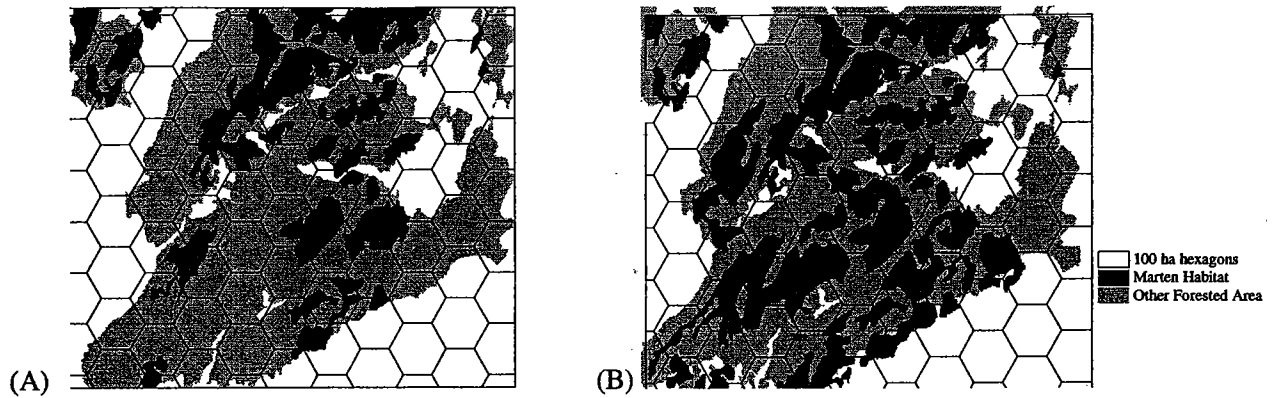 100 ha hexagons
Marten Habitat
Other Forested Area
(A)
(B)